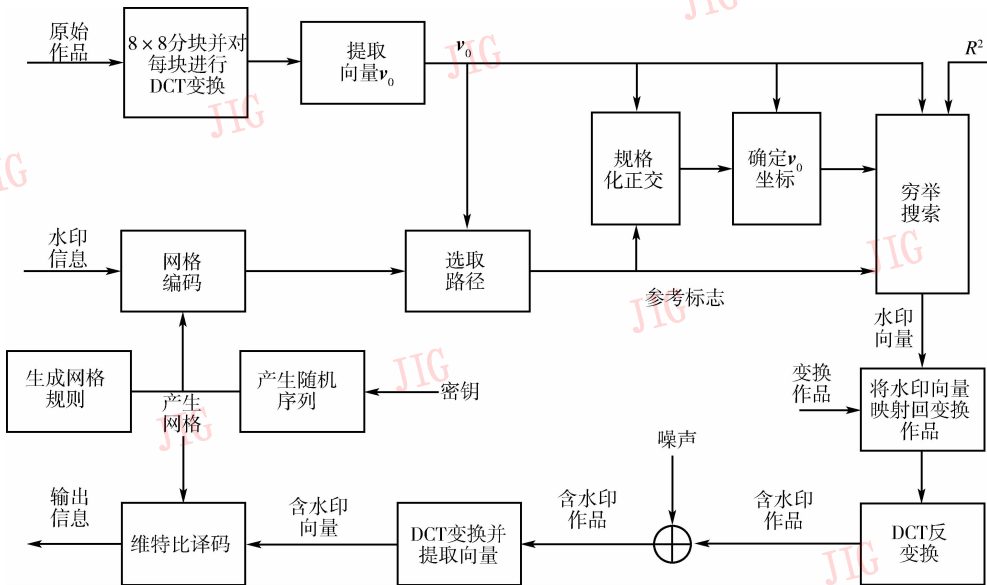 原始
作品
8×8分块并对
每块进行
DCT变换
提取
向量v₀
v₀
R²
规格
化正交
确定v₀
坐标
穷举
搜索
水印
信息
网格
编码
选取
路径
参考标志
水印
向量
生成网格
规则
产生
网格
产生随机
序列
密钥
变换
作品
将水印向量
映射回变换
作品
噪声
输出
信息
维特比译码
含水印
向量
DCT变换并
提取向量
含水印
作品
含水印
作品
DCT反
变换
JIG
JIG
JIG
JIG
JIG
JIG
JIG
JIG
JIG